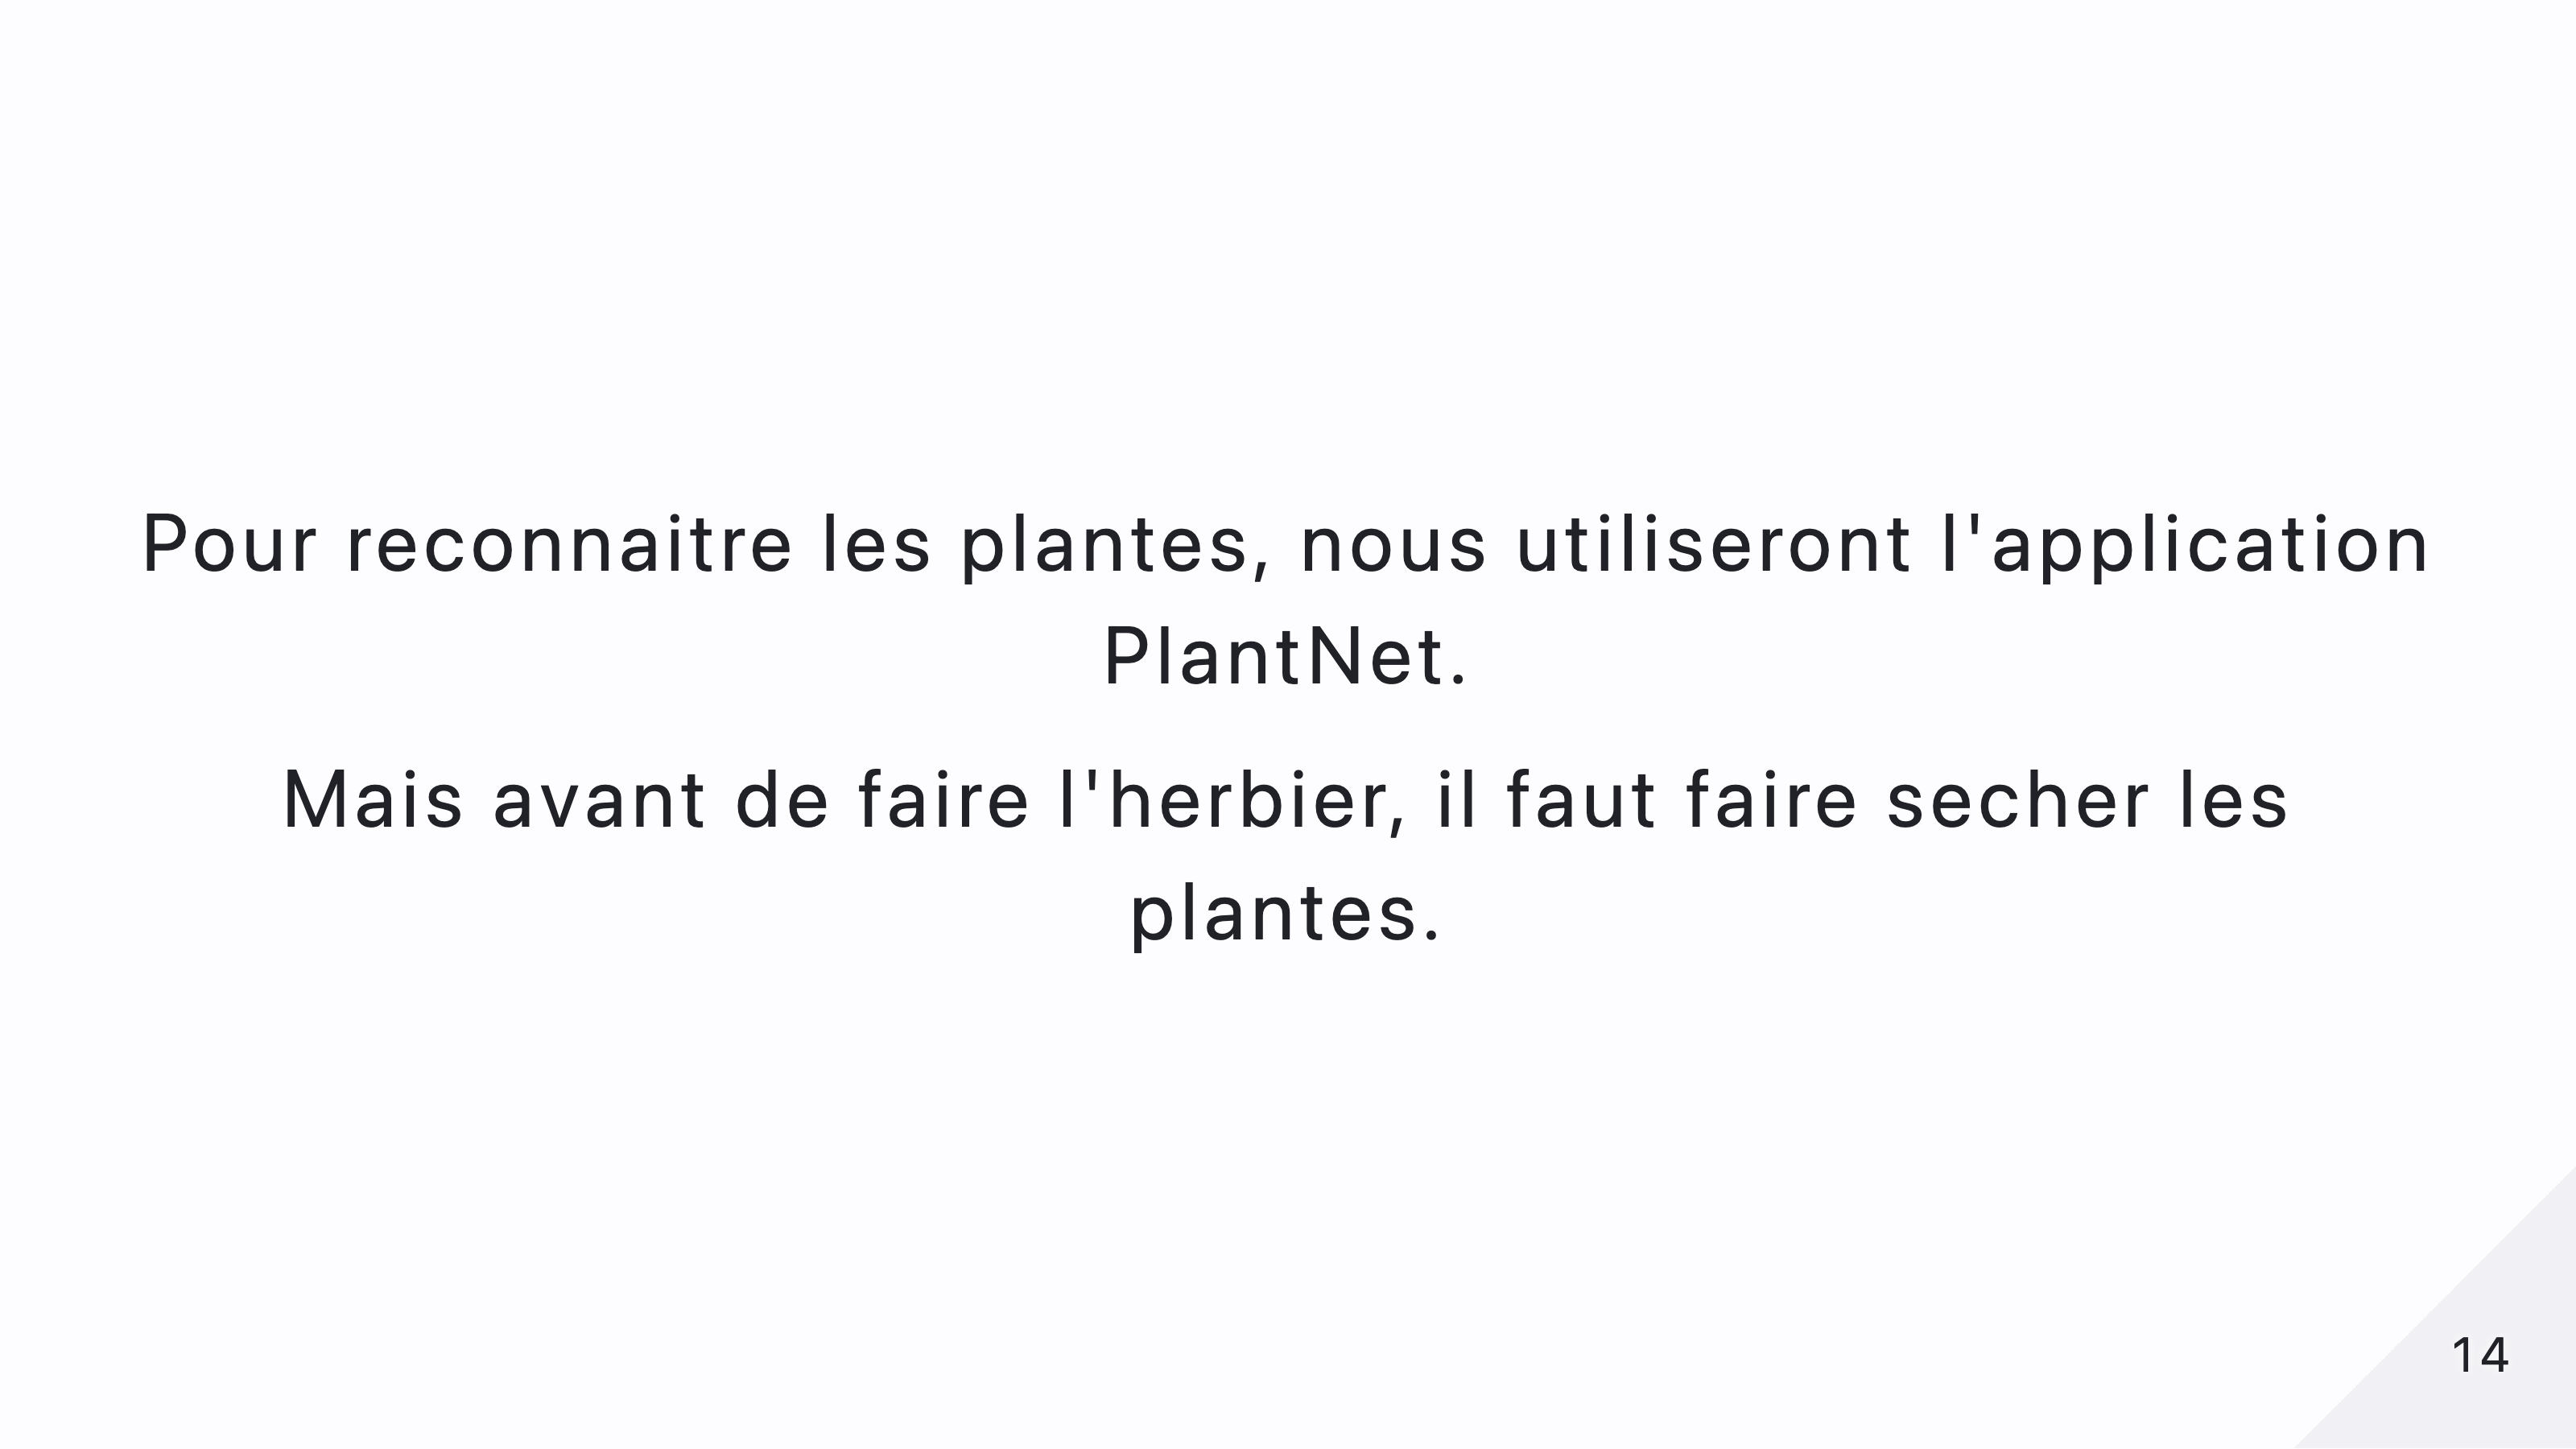 Pour reconnaitre les plantes, nous utiliseront l'application
PlantNet.
Mais avant de faire l'herbier, il faut faire secher les
plantes.
14